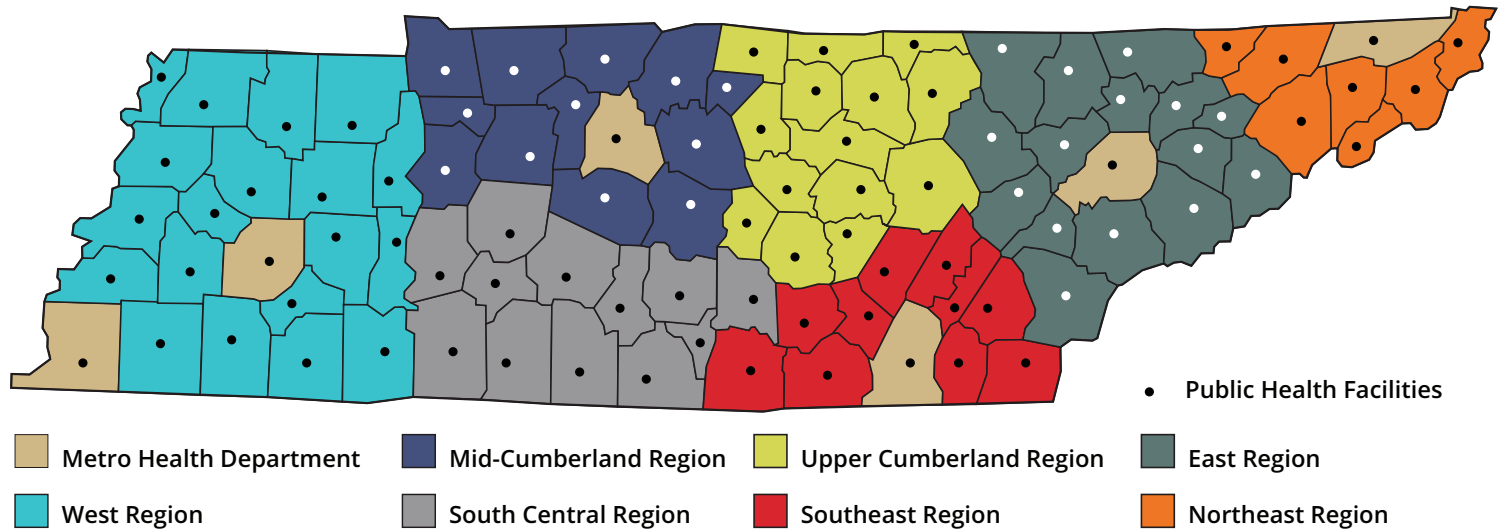 Public Health Facilities
Metro Health Department
Mid-Cumberland Region
Upper Cumberland Region
East Region
West Region
South Central Region
Southeast Region
Northeast Region